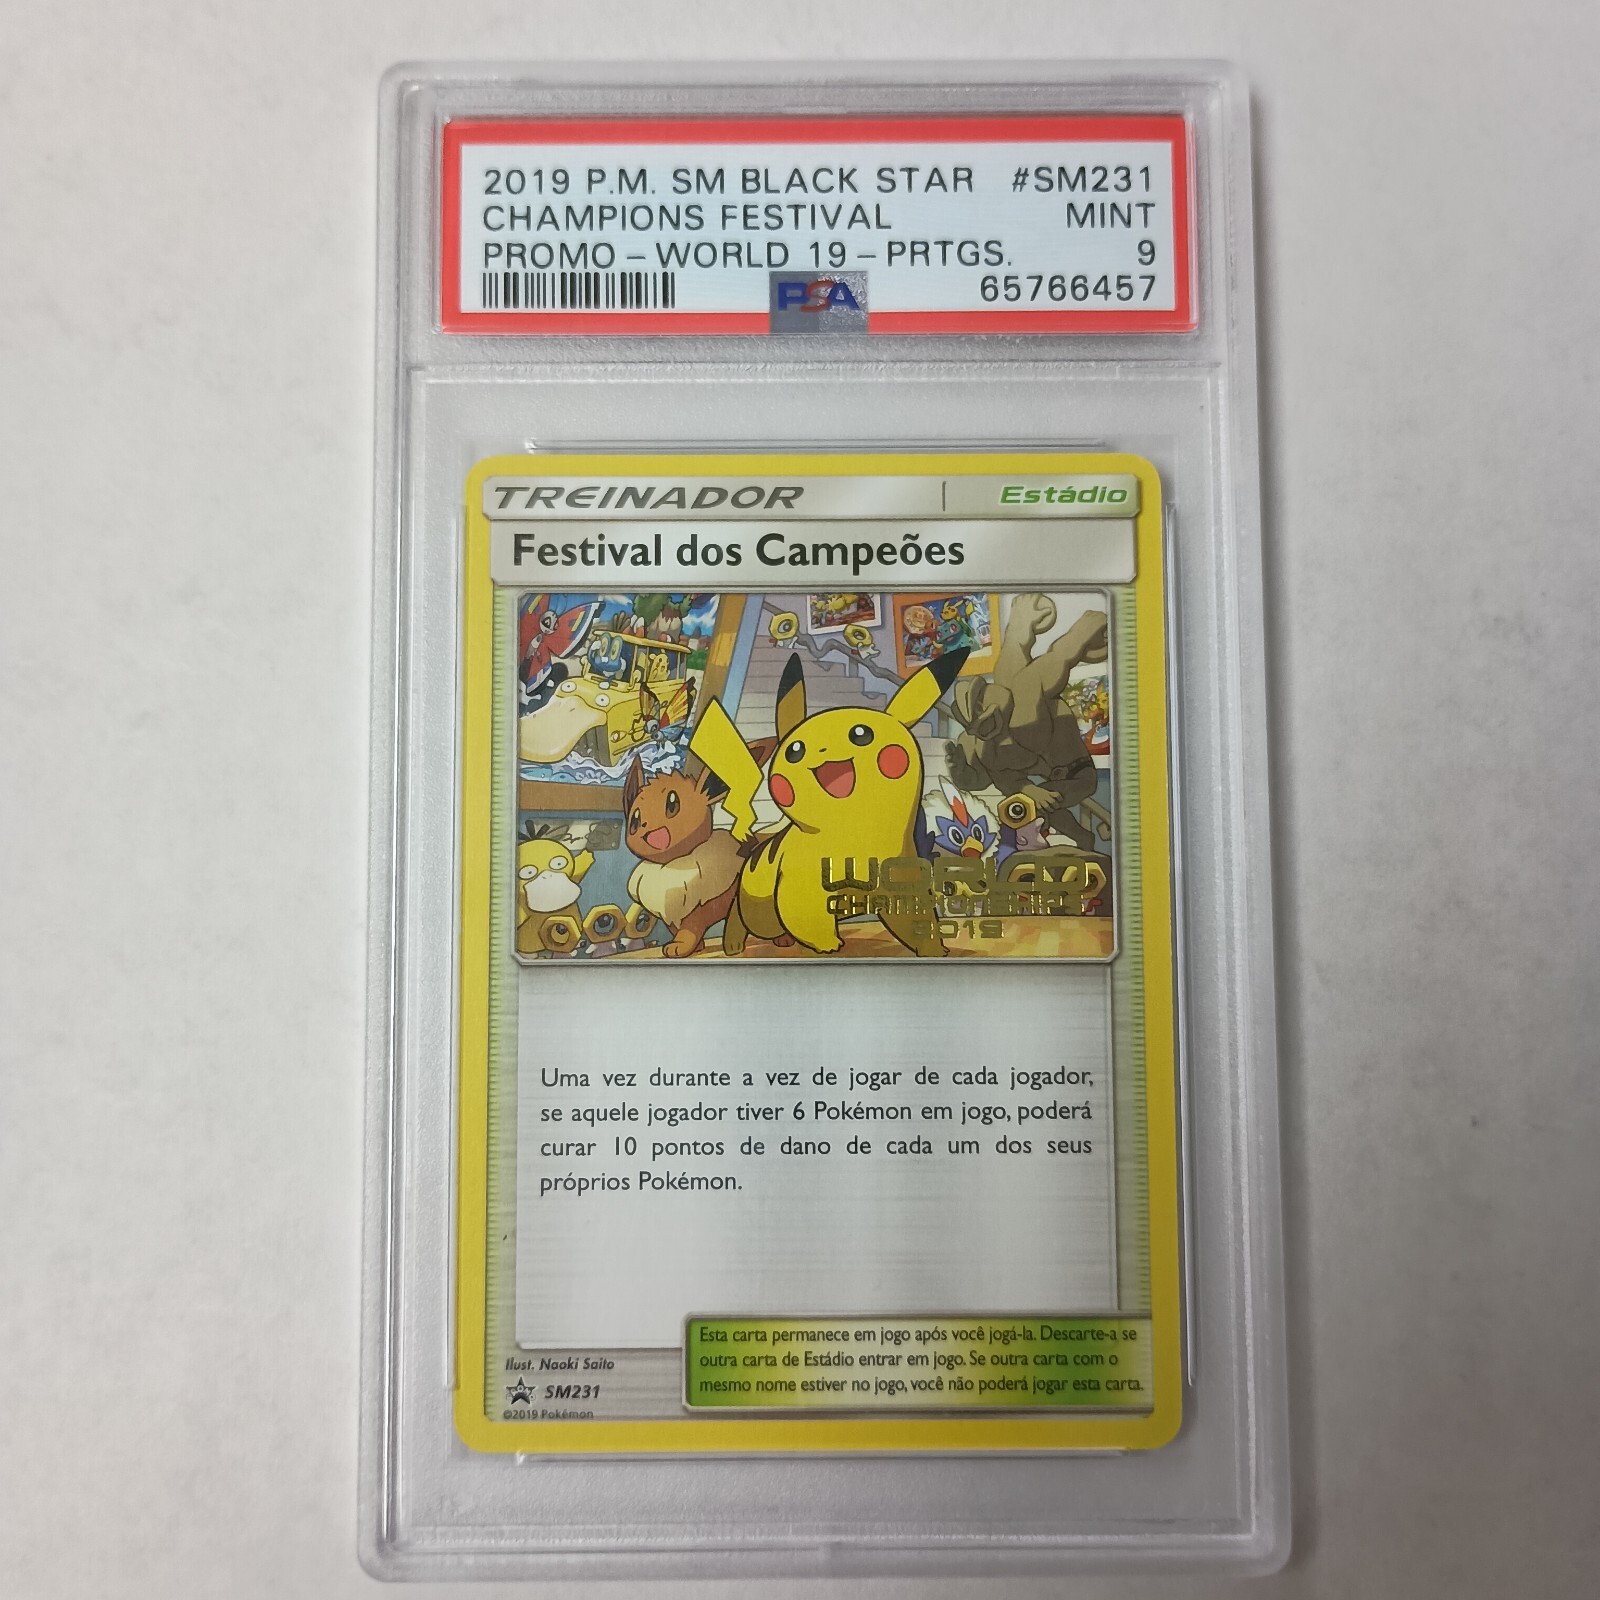 2019 P.M. SM BLACK STAR #SM231
CHAMPIONS FESTIVAL MINT
PROMO - WORLD 19 - PRTGS. 9
PSA 65766457
TREINADOR Estádio
Festival dos Campeões
WORLD
CHAMPIONSHIPS
2019
Uma vez durante a vez de jogar de cada jogador,
se aquele jogador tiver 6 Pokémon em jogo, poderá
curar 10 pontos de dano de cada um dos seus
próprios Pokémon.
Esta carta permanece em jogo após você jogá-la. Descarte-a se
outra carta de Estádio entrar em jogo. Se outra carta com o
mesmo nome estiver no jogo, você não poderá jogar esta carta.
Ilust. Naoki Saito
SM231
©2019 Pokémon